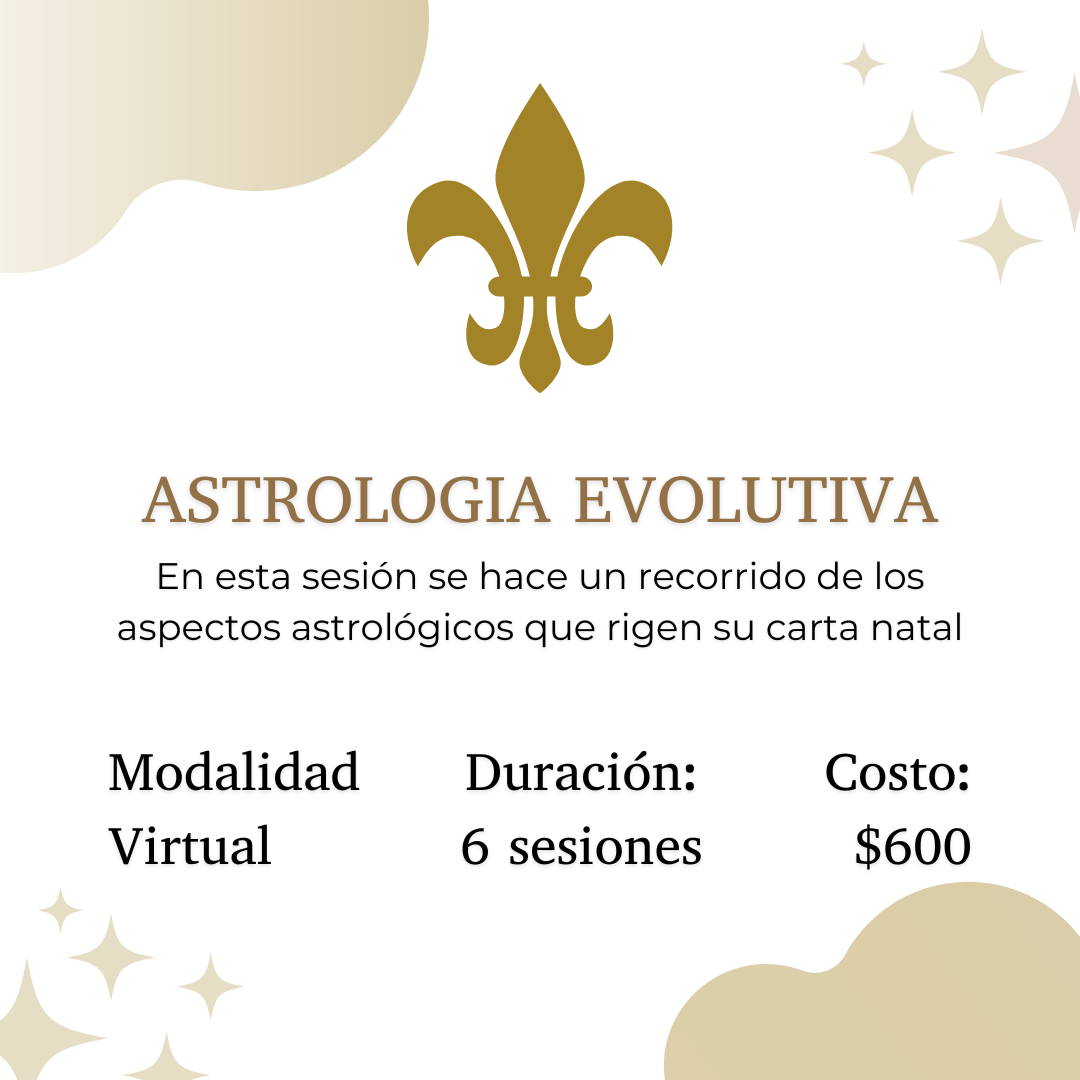 ASTROLOGIA EVOLUTIVA
En esta sesión se hace un recorrido de los
aspectos astrológicos que rigen su carta natal
Modalidad
Virtual
Duración:
6 sesiones
Costo:
$600